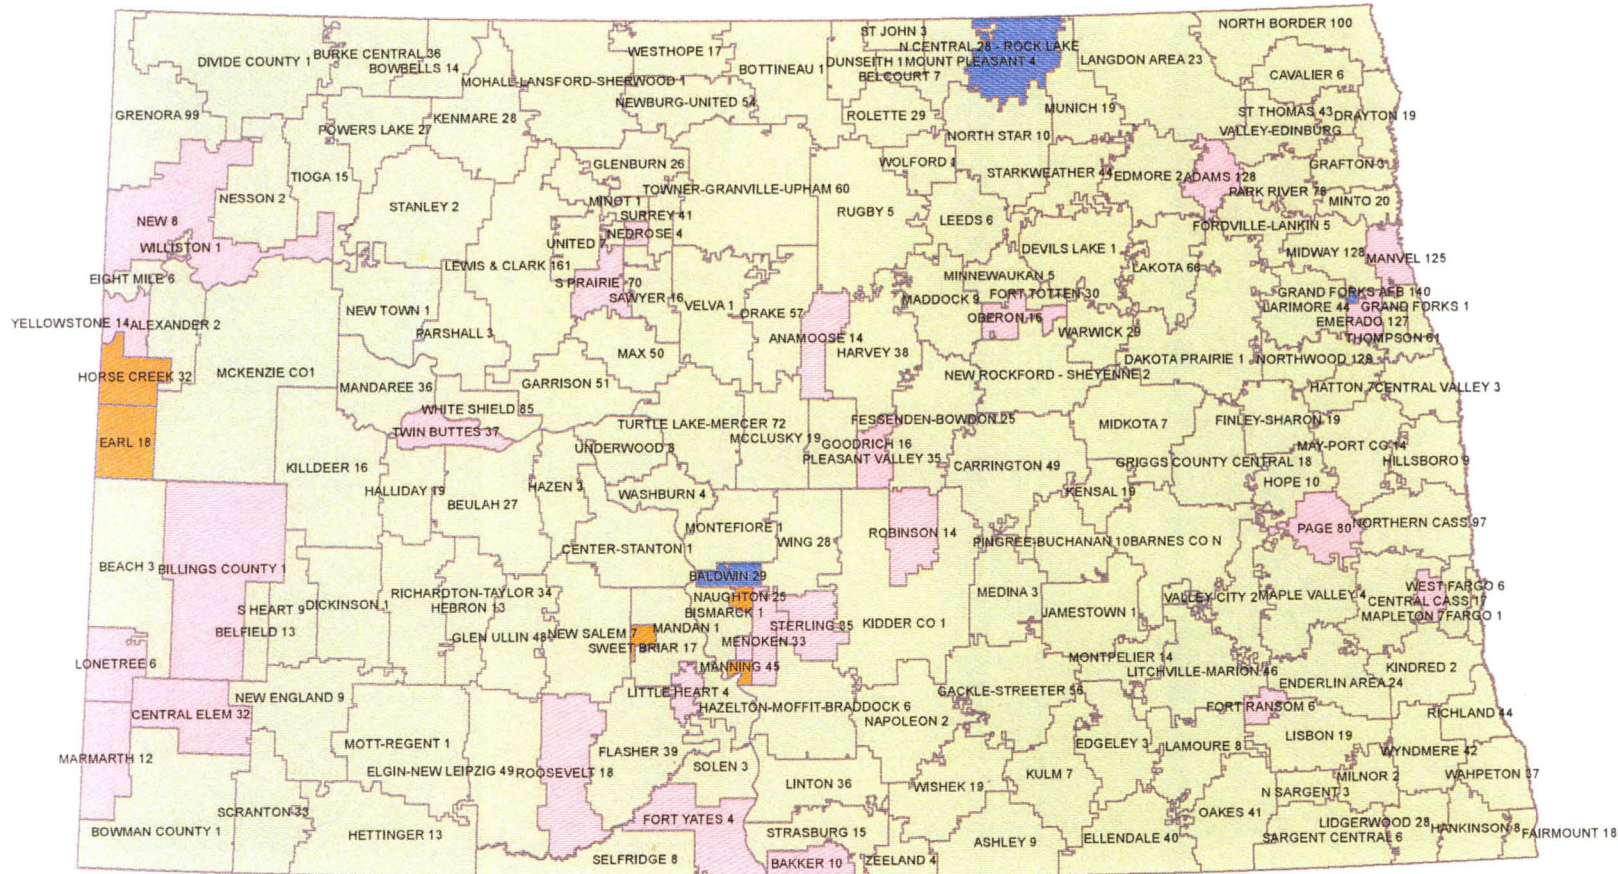 NORTH BORDER 100
ST JOHN 3
N CENTRAL 28 - ROCK LAKE
WESTHOPE 17
BURKE CENTRAL 36
DIVIDE COUNTY 1
BOWBELLS 14
BOTTINEAU 1
DUNSEITH 1
MOUNT PLEASANT 4
LANGDON AREA 23
BELCOURT 7
CAVALIER 6
MOHALL-LANSFORD-SHERWOOD 1
NEWBURG-UNITED 54
MUNICH 19
GRENORA 99
KENMARE 28
ROLETTE 29
ST THOMAS 43
DRAYTON 19
POWERS LAKE 27
NORTH STAR 10
VALLEY-EDINBURG
GLENBURN 26
WOLFORD 1
GRAFTON 3
TIOGA 15
STARKWEATHER 44
EDMORE 2
ADAMS 128
TOWNER-GRANVILLE-UPHAM 60
PARK RIVER 78
NESSON 2
MINOT 1
MINTO 20
STANLEY 2
SURREY 41
RUGBY 5
LEEDS 6
NEW 8
NEDROSE 4
FORDVILLE-LANKIN 5
WILLISTON 1
UNITED 7
DEVILS LAKE 1
MIDWAY 128
MANVEL 125
LEWIS & CLARK 161
LAKOTA 66
EIGHT MILE 6
S PRAIRIE 70
MINNEWAUKAN 5
SAWYER 16
VELVA 1
MADDOCK 9
FORT TOTTEN 30
GRAND FORKS AFB 140
NEW TOWN 1
DRAKE 57
LARIMORE 44
GRAND FORKS 1
YELLOWSTONE 14
ALEXANDER 2
OBERON 16
EMERADO 127
PARSHALL 3
ANAMOOSE 14
WARWICK 29
THOMPSON 61
MAX 50
HARVEY 38
DAKOTA PRAIRIE 1
NORTHWOOD 129
HORSE CREEK 32
MCKENZIE CO1
NEW ROCKFORD - SHEYENNE 2
MANDAREE 36
GARRISON 51
HATTON 7
CENTRAL VALLEY 3
WHITE SHIELD 85
TURTLE LAKE-MERCER 72
FESSENDEN-BOWDON 25
MIDKOTA 7
FINLEY-SHARON 19
TWIN BUTTES 37
MCCLUSKY 19
GOODRICH 16
EARL 18
UNDERWOOD 8
MAY-PORT CG 14
PLEASANT VALLEY 35
KILLDEER 16
CARRINGTON 49
GRIGGS COUNTY CENTRAL 18
HILLSBORO 9
HALLIDAY 19
HAZEN 3
WASHBURN 4
KENSAL 19
HOPE 10
BEULAH 27
MONTEFIORE 1
ROBINSON 14
PAGE 80
NORTHERN CASS 97
WING 28
PINGREE-BUCHANAN 10
BARNES CO N
CENTER-STANTON 1
BEACH 3
BILLINGS COUNTY 1
BALDWIN 29
RICHARDTON-TAYLOR 34
NAUGHTON 25
MEDINA 3
VALLEY CITY 2
MAPLE VALLEY 4
WEST FARGO 6
S HEART 9
DICKINSON 1
HEBRON 13
BISMARCK 1
JAMESTOWN 1
CENTRAL CASS 17
MAPLETON 7
FARGO 1
BELFIELD 13
GLEN ULLIN 48
NEW SALEM 7
MANDAN 1
STERLING 35
KIDDER CO 1
SWEET BRIAR 17
MENOKEN 33
LONETREE 6
MANNING 45
MONTPELIER 14
LITCHVILLE-MARION 46
KINDRED 2
ENDERLIN AREA 24
NEW ENGLAND 9
LITTLE HEART 4
GACKLE-STREETER 56
HAZELTON-MOFFIT-BRADDOCK 6
FORT RANSOM 6
CENTRAL ELEM 32
NAPOLEON 2
RICHLAND 44
MOTT-REGENT 1
FLASHER 39
EDGELEY 3
LAMOURE 8
LISBON 19
WYNDMERE 42
MARMARTH 12
SOLEN 3
ELGIN-NEW LEIPZIG 49
ROOSEVELT 18
KULM 7
MILNOR 2
WAHPETON 37
LINTON 36
WISHEK 19
N SARGENT 3
SCRANTON 33
OAKES 41
FORT YATES 4
LIDGERWOOD 28
HANKINSON 8
FAIRMOUNT 18
BOWMAN COUNTY 1
HETTINGER 13
STRASBURG 15
ASHLEY 9
ELLENDALE 40
SARGENT CENTRAL 6
SELFRIDGE 8
BAKKER 10
ZEELAND 4